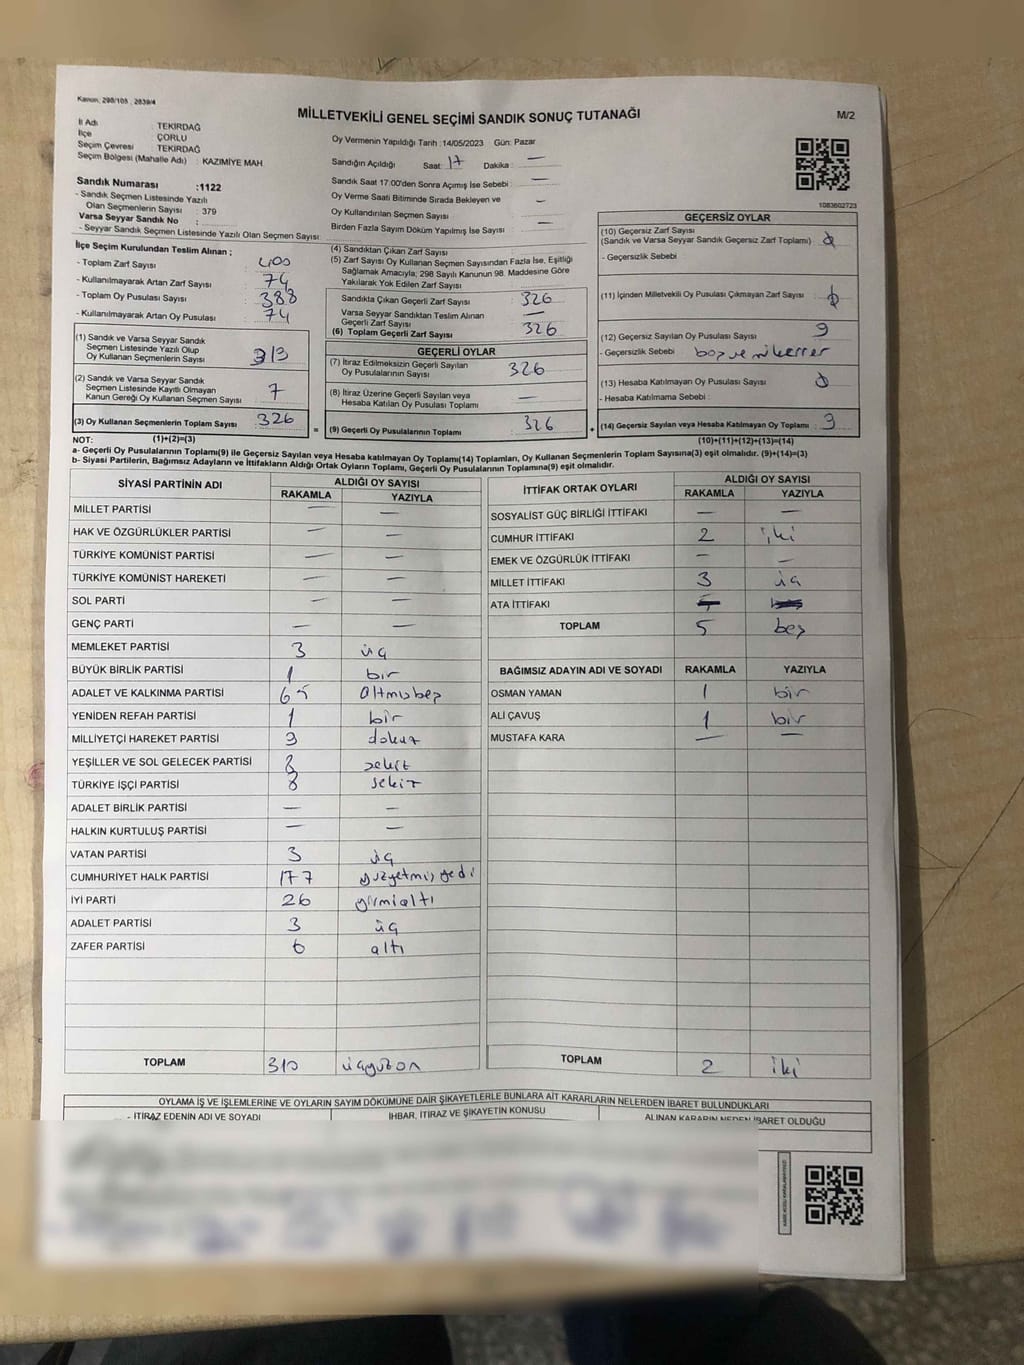 Kanun, 298/105 , 2839/4
MİLLETVEKİLİ GENEL SEÇİMİ SANDIK SONUÇ TUTANAĞI
M/2
İl Adı : TEKİRDAĞ
İlçe : ÇORLU
Seçim Çevresi : TEKİRDAĞ
Seçim Bölgesi (Mahalle Adı) : KAZIMİYE MAH
Sandık Numarası :1122
- Sandık Seçmen Listesinde Yazılı
Olan Seçmenlerin Sayısı : 379
Varsa Seyyar Sandık No :
- Seyyar Sandık Seçmen Listesinde Yazılı Olan Seçmen Sayısı
Oy Vermenin Yapıldığı Tarih :14/05/2023 Gün: Pazar
Sandığın Açıldığı Saat : 17 Dakika : —
Sandık Saat 17:00'den Sonra Açımış İse Sebebi : —
Oy Verme Saati Bitiminde Sırada Bekleyen ve
Oy Kullandırılan Seçmen Sayısı : —
Birden Fazla Sayım Döküm Yapılmış İse Sayısı : —
1083602723
İlçe Seçim Kurulundan Teslim Alınan ;
- Toplam Zarf Sayısı : 400
- Kullanılmayarak Artan Zarf Sayısı : 74
- Toplam Oy Pusulası Sayısı : 388
- Kullanılmayarak Artan Oy Pusulası : 74
(1) Sandık ve Varsa Seyyar Sandık
Seçmen Listesinde Yazılı Olup
Oy Kullanan Seçmenlerin Sayısı : 313
(2) Sandık ve Varsa Seyyar Sandık
Seçmen Listesinde Kayıtlı Olmayan
Kanun Gereği Oy Kullanan Seçmen Sayısı : 7
(3) Oy Kullanan Seçmenlerin Toplam Sayısı : 326
(4) Sandıktan Çıkan Zarf Sayısı
(5) Zarf Sayısı Oy Kullanan Seçmen Sayısından Fazla İse, Eşitliği
Sağlamak Amacıyla; 298 Sayılı Kanunun 98. Maddesine Göre
Yakılarak Yok Edilen Zarf Sayısı :
Sandıkta Çıkan Geçerli Zarf Sayısı : 326
Varsa Seyyar Sandıktan Teslim Alınan
Geçerli Zarf Sayısı : —
(6) Toplam Geçerli Zarf Sayısı : 326
GEÇERLİ OYLAR
(7) İtiraz Edilmeksizin Geçerli Sayılan
Oy Pusulalarının Sayısı : 326
(8) İtiraz Üzerine Geçerli Sayılan veya
Hesaba Katılan Oy Pusulası Toplamı : —
= (9) Geçerli Oy Pusulalarının Toplamı : 326
GEÇERSİZ OYLAR
(10) Geçersiz Zarf Sayısı
(Sandık ve Varsa Seyyar Sandık Geçersiz Zarf Toplamı) :
- Geçersizlik Sebebi
(11) İçinden Milletvekili Oy Pusulası Çıkmayan Zarf Sayısı :
(12) Geçersiz Sayılan Oy Pusulası Sayısı : 9
- Geçersizlik Sebebi : boş ve mükerrer
(13) Hesaba Katılmayan Oy Pusulası Sayısı :
- Hesaba Katılmama Sebebi :
+ (14) Geçersiz Sayılan veya Hesaba Katılmayan Oy Toplamı : 9
NOT: (1)+(2)=(3) (10)+(11)+(12)+(13)=(14)
a- Geçerli Oy Pusulalarının Toplamı(9) ile Geçersiz Sayılan veya Hesaba katılmayan Oy Toplamı(14) Toplamları, Oy Kullanan Seçmenlerin Toplam Sayısına(3) eşit olmalıdır. (9)+(14)=(3)
b- Siyasi Partilerin, Bağımsız Adayların ve İttifakların Aldığı Ortak Oyların Toplamı, Geçerli Oy Pusulalarının Toplamına(9) eşit olmalıdır.
SİYASİ PARTİNİN ADI ALDIĞI OY SAYISI
RAKAMLA YAZIYLA
MİLLET PARTİSİ — —
HAK VE ÖZGÜRLÜKLER PARTİSİ — —
TÜRKİYE KOMÜNİST PARTİSİ — —
TÜRKİYE KOMÜNİST HAREKETİ — —
SOL PARTİ — —
GENÇ PARTİ — —
MEMLEKET PARTİSİ 3 üç
BÜYÜK BİRLİK PARTİSİ 1 bir
ADALET VE KALKINMA PARTİSİ 65 Altmışbeş
YENİDEN REFAH PARTİSİ 1 bir
MİLLİYETÇİ HAREKET PARTİSİ 9 dokuz
YEŞİLLER VE SOL GELECEK PARTİSİ 8 sekiz
TÜRKİYE İŞÇİ PARTİSİ 8 sekiz
ADALET BİRLİK PARTİSİ — —
HALKIN KURTULUŞ PARTİSİ — —
VATAN PARTİSİ 3 üç
CUMHURİYET HALK PARTİSİ 177 yüzyetmiş yedi
İYİ PARTİ 26 yirmialtı
ADALET PARTİSİ 3 üç
ZAFER PARTİSİ 6 altı
TOPLAM 310 üçyüzon
İTTİFAK ORTAK OYLARI ALDIĞI OY SAYISI
RAKAMLA YAZIYLA
SOSYALİST GÜÇ BİRLİĞİ İTTİFAKI — —
CUMHUR İTTİFAKI 2 iki
EMEK VE ÖZGÜRLÜK İTTİFAKI — —
MİLLET İTTİFAKI 3 üç
ATA İTTİFAKI
TOPLAM 5 beş
BAĞIMSIZ ADAYIN ADI VE SOYADI RAKAMLA YAZIYLA
OSMAN YAMAN 1 bir
ALİ ÇAVUŞ 1 bir
MUSTAFA KARA — —
TOPLAM 2 iki
OYLAMA İŞ VE İŞLEMLERİNE VE OYLARIN SAYIM DÖKÜMÜNE DAİR ŞİKAYETLERLE BUNLARA AİT KARARLARIN NELERDEN İBARET BULUNDUKLARI
- İTİRAZ EDENİN ADI VE SOYADI İHBAR, İTİRAZ VE ŞİKAYETİN KONUSU ALINAN KARARIN NEDEN İBARET OLDUĞU